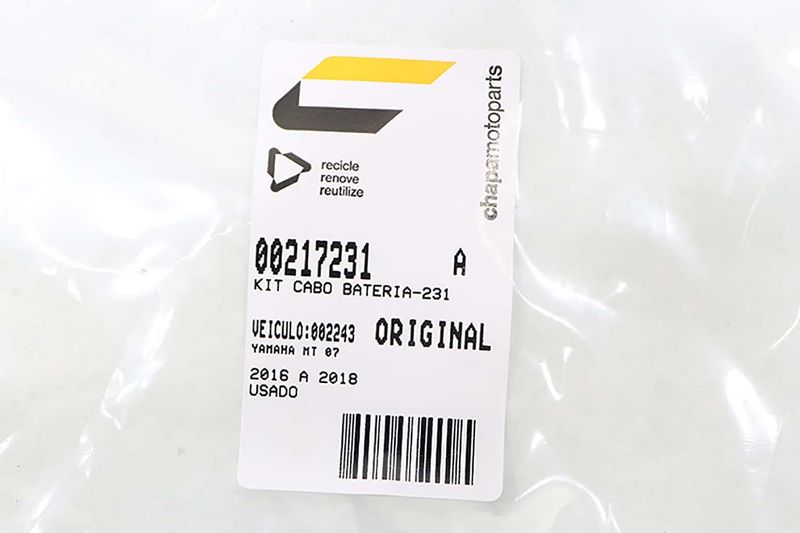 chapamotoparts
recicle
renove
reutilize
00217231 A
KIT CABO BATERIA-231
VEICULO:002243 ORIGINAL
YAMAHA MT 07
2016 A 2018
USADO